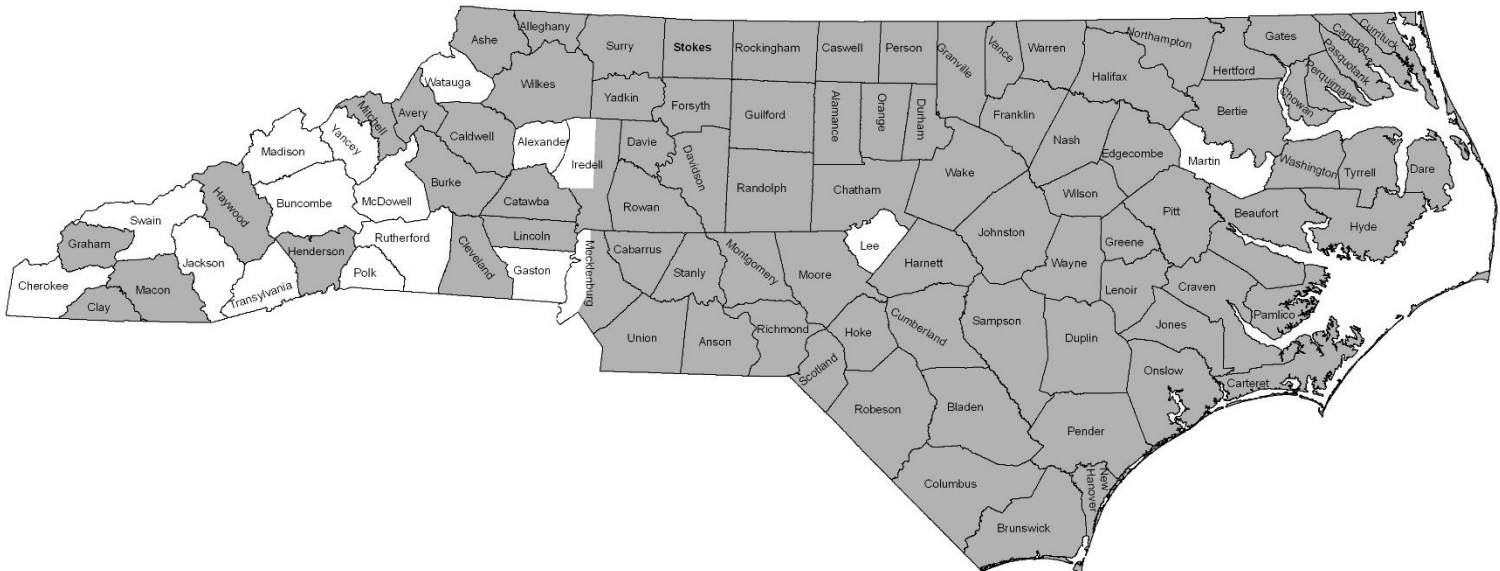 Ashe
Alleghany
Surry
Stokes
Rockingham
Caswell
Person
Granville
Vance
Warren
Northampton
Gates
Camden
Currituck
Pasquotank
Perquimans
Chowan
Hertford
Halifax
Bertie
Watauga
Wilkes
Yadkin
Forsyth
Guilford
Alamance
Orange
Durham
Franklin
Nash
Edgecombe
Martin
Washington
Tyrrell
Dare
Mitchell
Avery
Caldwell
Alexander
Iredell
Davie
Davidson
Randolph
Chatham
Wake
Wilson
Pitt
Beaufort
Hyde
Madison
Yancey
Burke
Catawba
Rowan
Haywood
Buncombe
McDowell
Swain
Graham
Jackson
Henderson
Rutherford
Polk
Cleveland
Lincoln
Gaston
Mecklenburg
Cabarrus
Stanly
Montgomery
Moore
Lee
Harnett
Johnston
Wayne
Greene
Lenoir
Craven
Pamlico
Jones
Cherokee
Clay
Macon
Transylvania
Union
Anson
Richmond
Scotland
Hoke
Cumberland
Sampson
Duplin
Onslow
Carteret
Robeson
Bladen
Pender
Columbus
Brunswick
New
Hanover